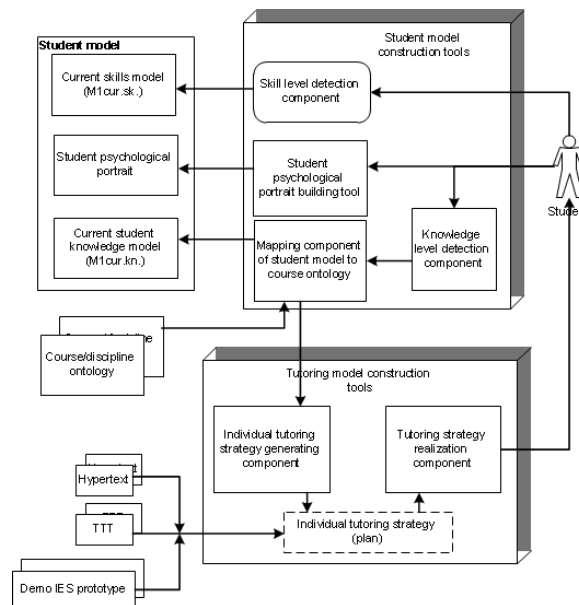 Student model
Current skills model
(M1cur.sk.)
Student psychological
portrait
Current student
knowledge model
(M1cur.kn.)
Student model
construction tools
Skill level detection
component
Student
psychological
portrait building tool
Mapping component
of student model to
course ontology
Knowledge
level detection
component
Student
Course/discipline
ontology
Tutoring model construction
tools
Individual tutoring
strategy generating
component
Tutoring strategy
realization
component
Individual tutoring strategy
(plan)
Hypertext
TTT
Demo IES prototype